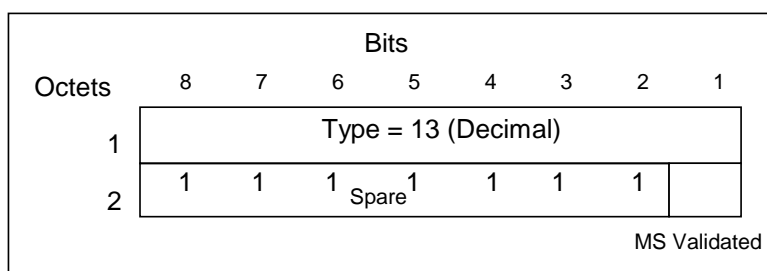 Bits
Octets 8 7 6 5 4 3 2 1
1 Type = 13 (Decimal)
2 1 1 1 1 1 1 1
Spare
MS Validated